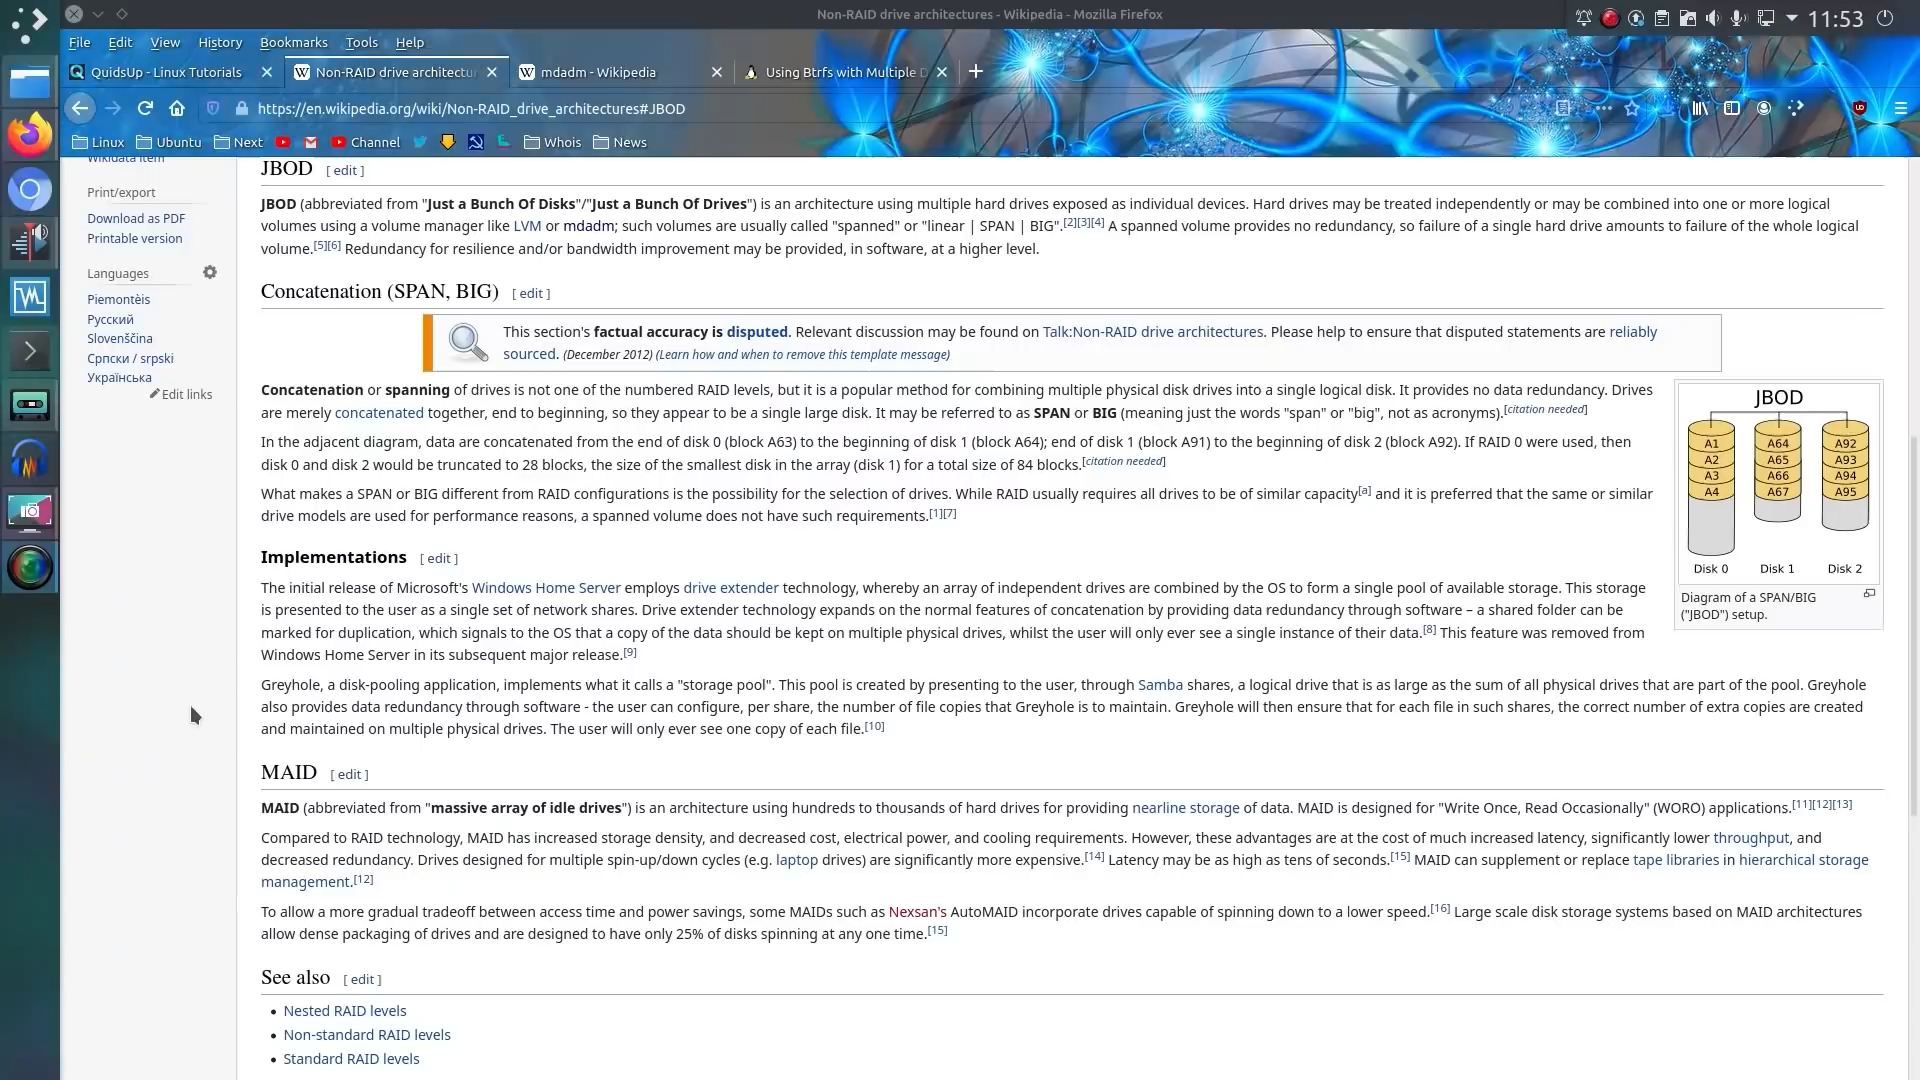 Non-RAID drive architectures - Wikipedia — Mozilla Firefox
11:53
File Edit View History Bookmarks Tools Help
QuidsUp - Linux Tutorials
Non-RAID drive architectu
mdadm - Wikipedia
Using Btrfs with Multiple D
https://en.wikipedia.org/wiki/Non-RAID_drive_architectures#JBOD
Linux Ubuntu Next Channel Whois News
Wikidata item
Print/export
Download as PDF
Printable version
Languages
Piemontèis
Русский
Slovenščina
Српски / srpski
Українська
Edit links
JBOD [ edit ]
JBOD (abbreviated from "Just a Bunch Of Disks"/"Just a Bunch Of Drives") is an architecture using multiple hard drives exposed as individual devices. Hard drives may be treated independently or may be combined into one or more logical
volumes using a volume manager like LVM or mdadm; such volumes are usually called "spanned" or "linear | SPAN | BIG".[2][3][4] A spanned volume provides no redundancy, so failure of a single hard drive amounts to failure of the whole logical
volume.[5][6] Redundancy for resilience and/or bandwidth improvement may be provided, in software, at a higher level.
Concatenation (SPAN, BIG) [ edit ]
This section's factual accuracy is disputed. Relevant discussion may be found on Talk:Non-RAID drive architectures. Please help to ensure that disputed statements are reliably
sourced. (December 2012) (Learn how and when to remove this template message)
Concatenation or spanning of drives is not one of the numbered RAID levels, but it is a popular method for combining multiple physical disk drives into a single logical disk. It provides no data redundancy. Drives
are merely concatenated together, end to beginning, so they appear to be a single large disk. It may be referred to as SPAN or BIG (meaning just the words "span" or "big", not as acronyms).[citation needed]
In the adjacent diagram, data are concatenated from the end of disk 0 (block A63) to the beginning of disk 1 (block A64); end of disk 1 (block A91) to the beginning of disk 2 (block A92). If RAID 0 were used, then
disk 0 and disk 2 would be truncated to 28 blocks, the size of the smallest disk in the array (disk 1) for a total size of 84 blocks.[citation needed]
What makes a SPAN or BIG different from RAID configurations is the possibility for the selection of drives. While RAID usually requires all drives to be of similar capacity[a] and it is preferred that the same or similar
drive models are used for performance reasons, a spanned volume does not have such requirements.[1][7]
JBOD
A1 A64 A92
A2 A65 A93
A3 A66 A94
A4 A67 A95
Disk 0 Disk 1 Disk 2
Diagram of a SPAN/BIG
("JBOD") setup.
Implementations [ edit ]
The initial release of Microsoft's Windows Home Server employs drive extender technology, whereby an array of independent drives are combined by the OS to form a single pool of available storage. This storage
is presented to the user as a single set of network shares. Drive extender technology expands on the normal features of concatenation by providing data redundancy through software – a shared folder can be
marked for duplication, which signals to the OS that a copy of the data should be kept on multiple physical drives, whilst the user will only ever see a single instance of their data.[8] This feature was removed from
Windows Home Server in its subsequent major release.[9]
Greyhole, a disk-pooling application, implements what it calls a "storage pool". This pool is created by presenting to the user, through Samba shares, a logical drive that is as large as the sum of all physical drives that are part of the pool. Greyhole
also provides data redundancy through software - the user can configure, per share, the number of file copies that Greyhole is to maintain. Greyhole will then ensure that for each file in such shares, the correct number of extra copies are created
and maintained on multiple physical drives. The user will only ever see one copy of each file.[10]
MAID [ edit ]
MAID (abbreviated from "massive array of idle drives") is an architecture using hundreds to thousands of hard drives for providing nearline storage of data. MAID is designed for "Write Once, Read Occasionally" (WORO) applications.[11][12][13]
Compared to RAID technology, MAID has increased storage density, and decreased cost, electrical power, and cooling requirements. However, these advantages are at the cost of much increased latency, significantly lower throughput, and
decreased redundancy. Drives designed for multiple spin-up/down cycles (e.g. laptop drives) are significantly more expensive.[14] Latency may be as high as tens of seconds.[15] MAID can supplement or replace tape libraries in hierarchical storage
management.[12]
To allow a more gradual tradeoff between access time and power savings, some MAIDs such as Nexsan's AutoMAID incorporate drives capable of spinning down to a lower speed.[16] Large scale disk storage systems based on MAID architectures
allow dense packaging of drives and are designed to have only 25% of disks spinning at any one time.[15]
See also [ edit ]
• Nested RAID levels
• Non-standard RAID levels
• Standard RAID levels